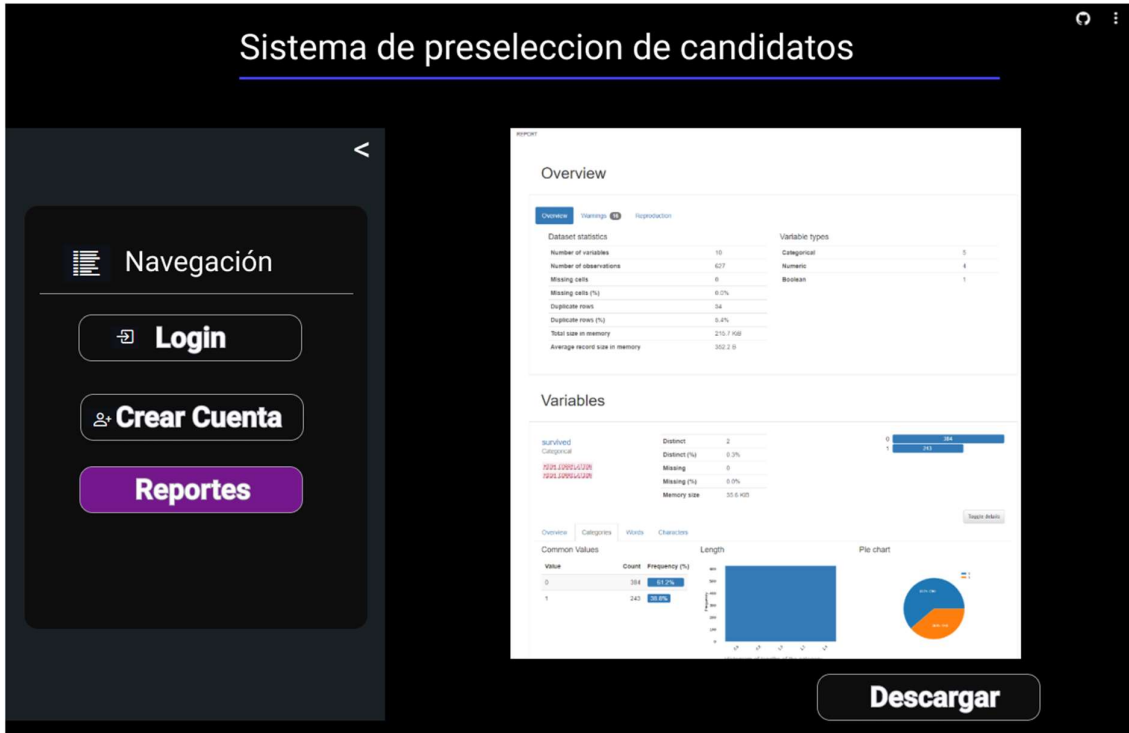 Sistema de preseleccion de candidatos
<
Navegación
Login
Crear Cuenta
Reportes
REPORT
Overview
Overview Warnings Reproduction
Dataset statistics
Number of variables 10
Number of observations 627
Missing cells 0
Missing cells (%) 0.0%
Duplicate rows 54
Duplicate rows (%)
Total size in memory
Average record size in memory
Variable types
Categorical 5
Numeric 4
Boolean 1
Variables
survived
Categorical
Distinct 2
Distinct (%) 0.3%
Missing 0
Missing (%) 0.0%
Memory size
0 384
1 243
Toggle details
Overview Categories Words Characters
Common Values
Value Count Frequency (%)
0 384 61.2%
1 243 38.8%
Length
Frequency
Pie chart
Descargar